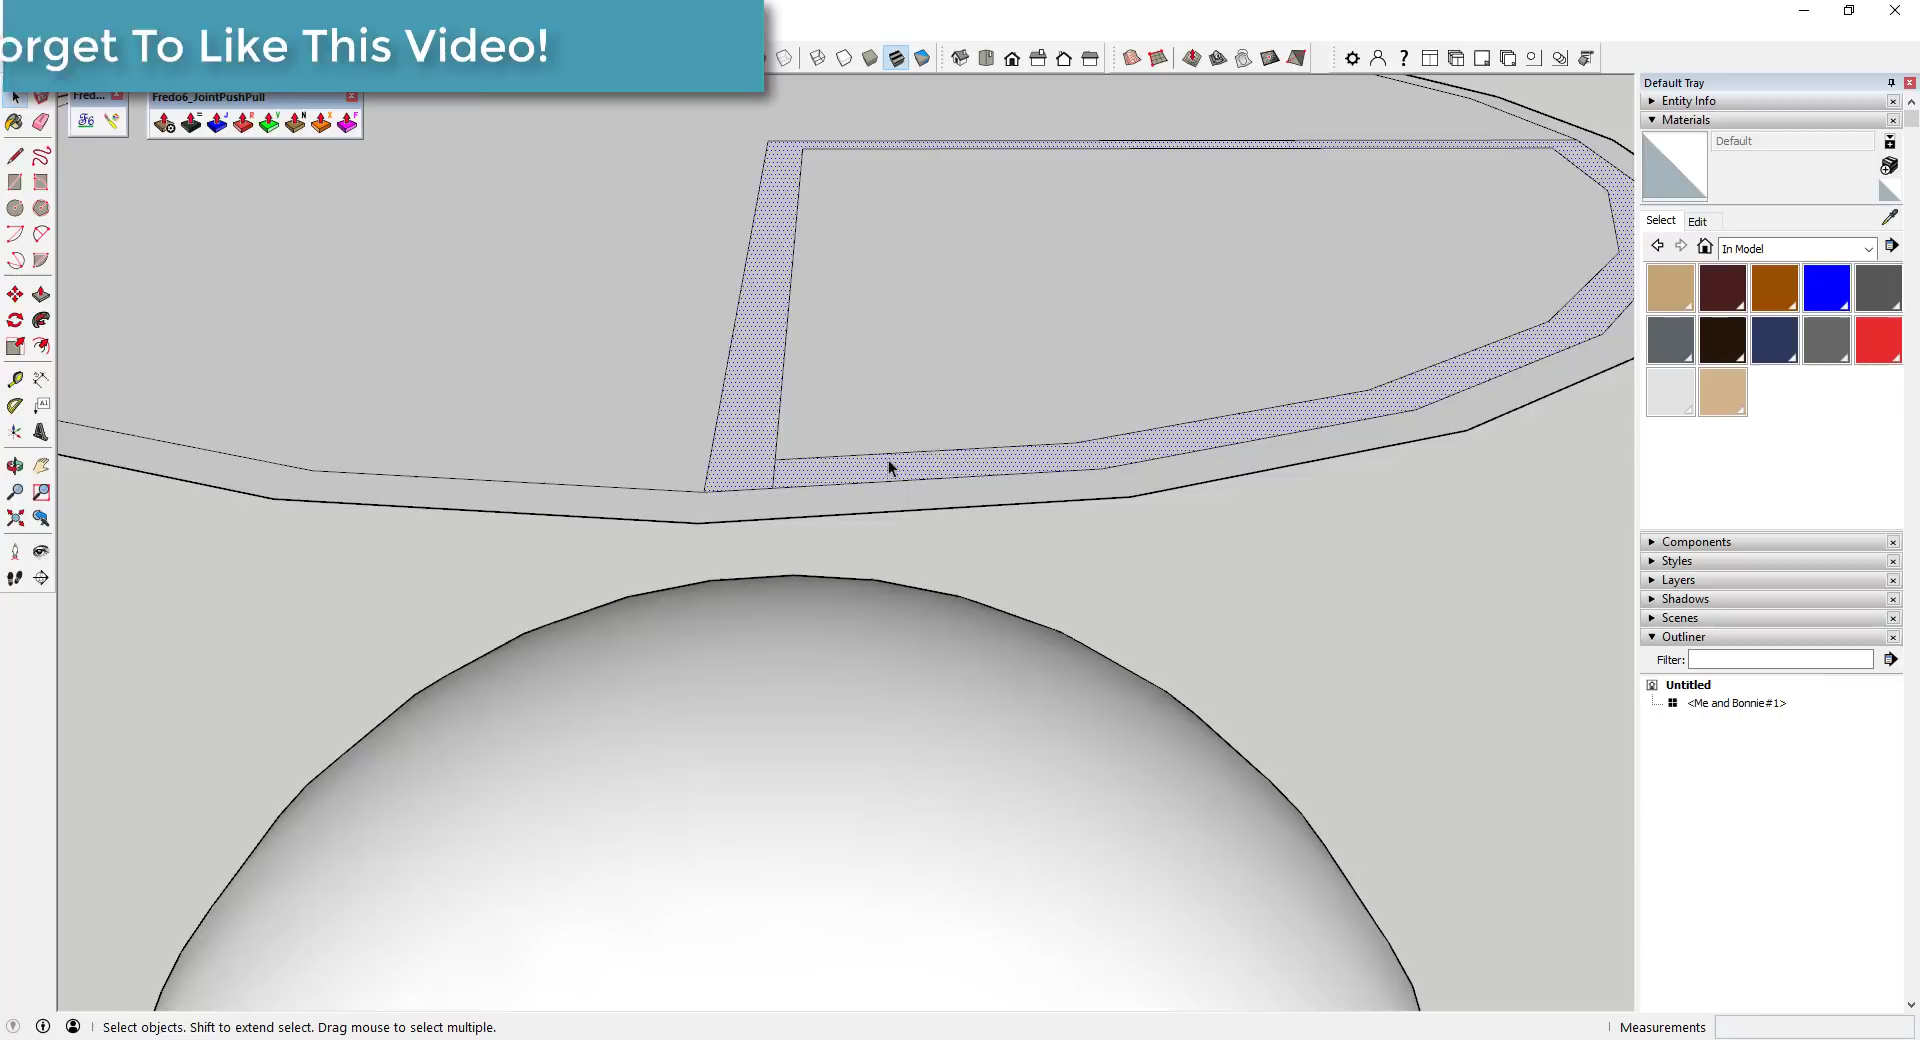 orget To Like This Video!
Fred...
Fredo6_JointPushPull
Default Tray
Entity Info
Materials
Default
Select
Edit
In Model
Components
Styles
Layers
Shadows
Scenes
Outliner
Filter:
Untitled
<Me and Bonnie#1>
Select objects. Shift to extend select. Drag mouse to select multiple.
Measurements